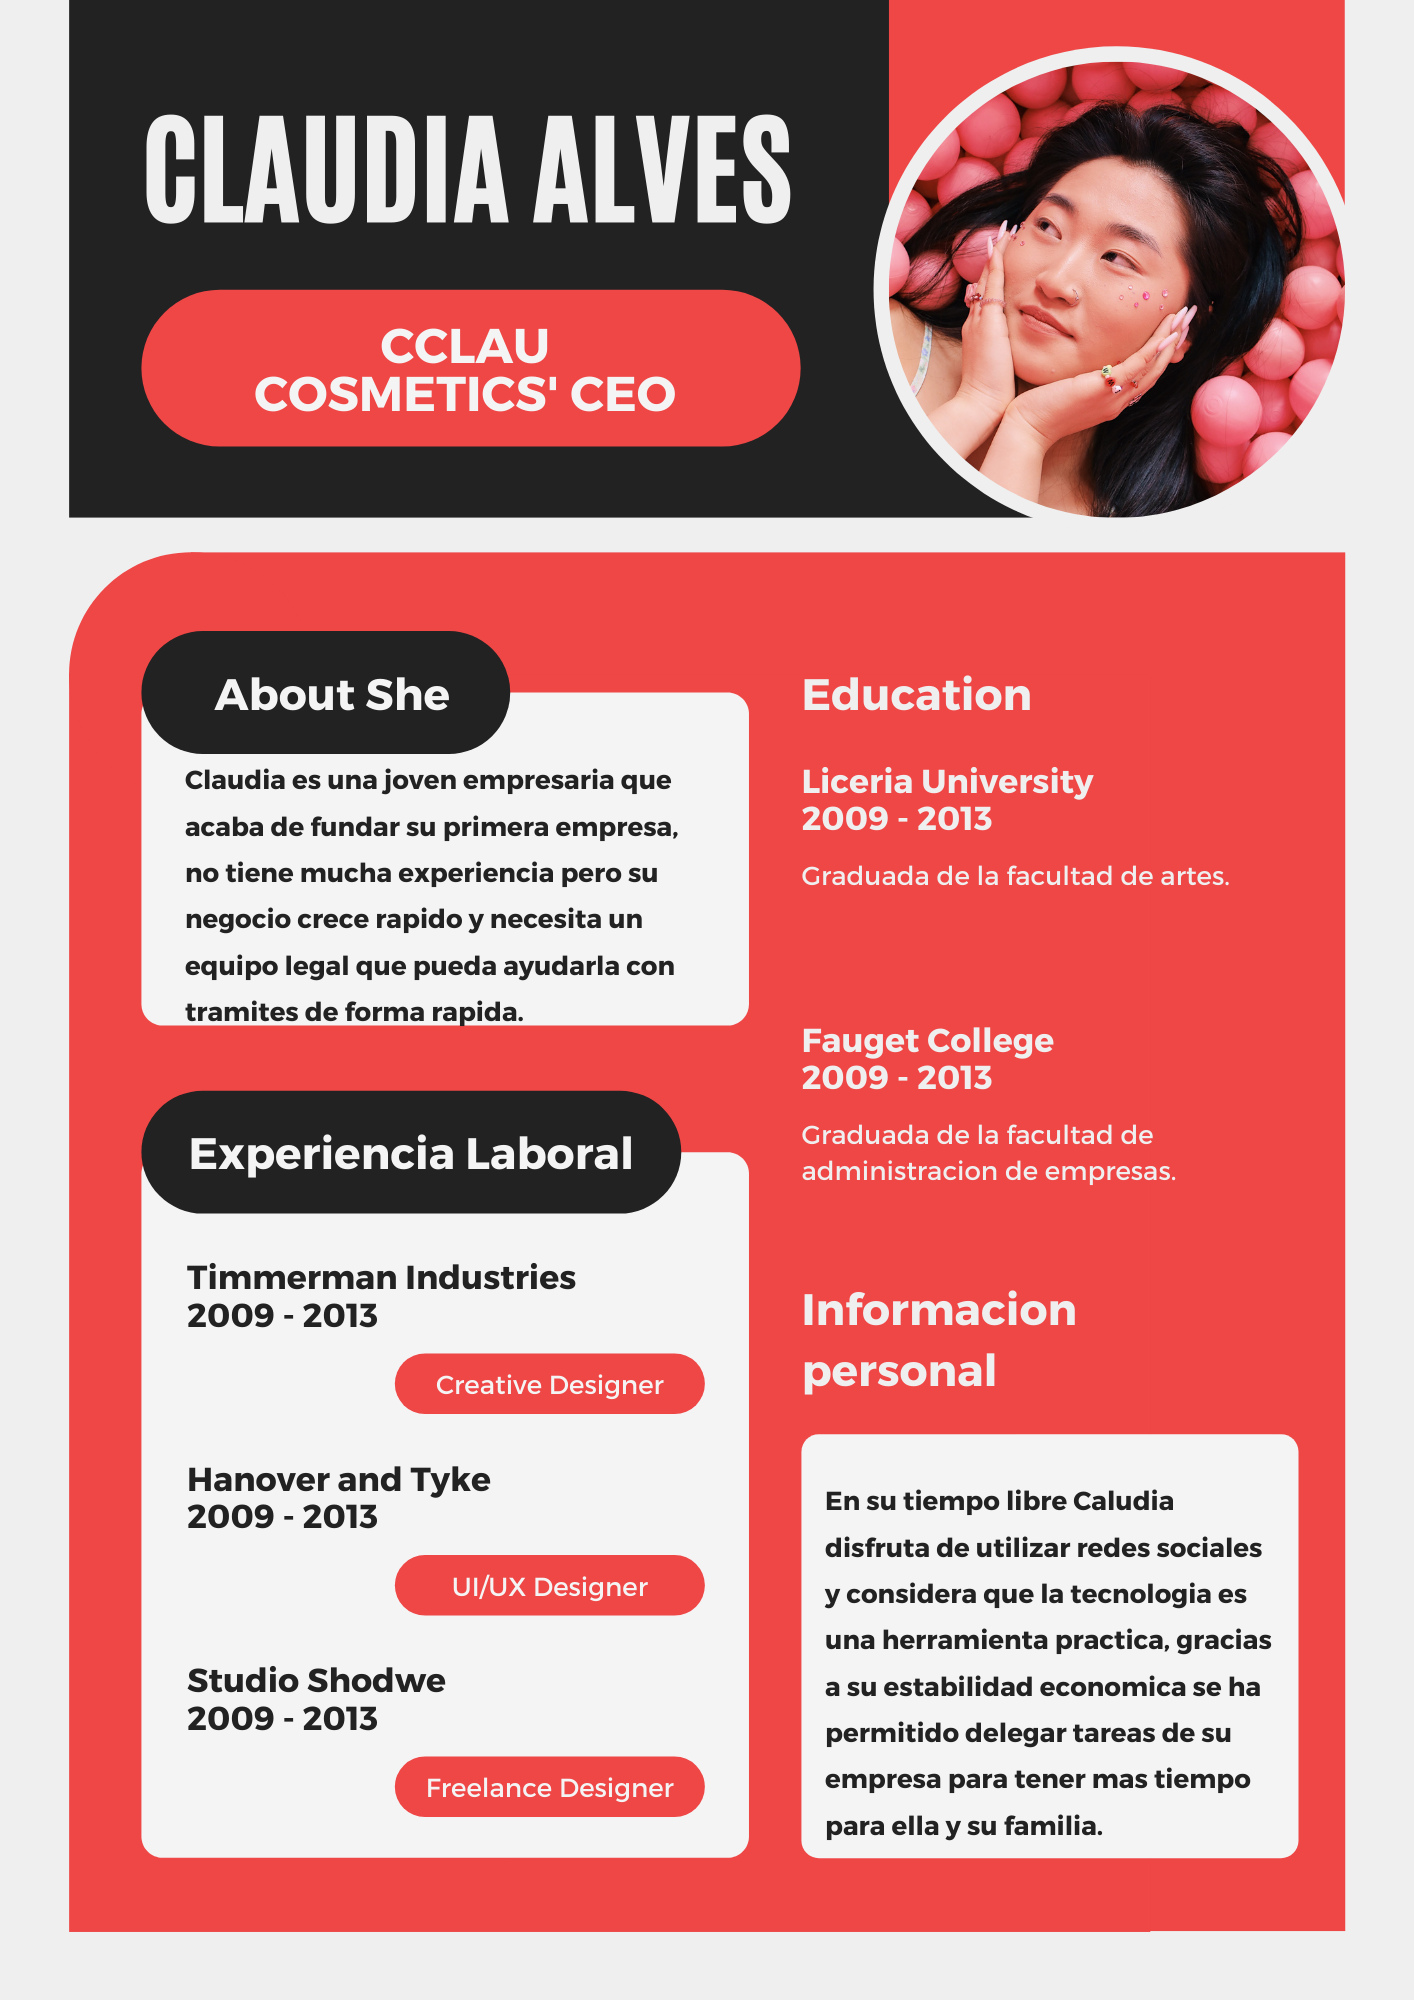 CLAUDIA ALVES
CCLAU
COSMETICS' CEO
About She
Claudia es una joven empresaria que
acaba de fundar su primera empresa,
no tiene mucha experiencia pero su
negocio crece rapido y necesita un
equipo legal que pueda ayudarla con
tramites de forma rapida.
Experiencia Laboral
Timmerman Industries
2009 - 2013
Creative Designer
Hanover and Tyke
2009 - 2013
UI/UX Designer
Studio Shodwe
2009 - 2013
Freelance Designer
Education
Liceria University
2009 - 2013
Graduada de la facultad de artes.
Fauget College
2009 - 2013
Graduada de la facultad de
administracion de empresas.
Informacion
personal
En su tiempo libre Caludia
disfruta de utilizar redes sociales
y considera que la tecnologia es
una herramienta practica, gracias
a su estabilidad economica se ha
permitido delegar tareas de su
empresa para tener mas tiempo
para ella y su familia.